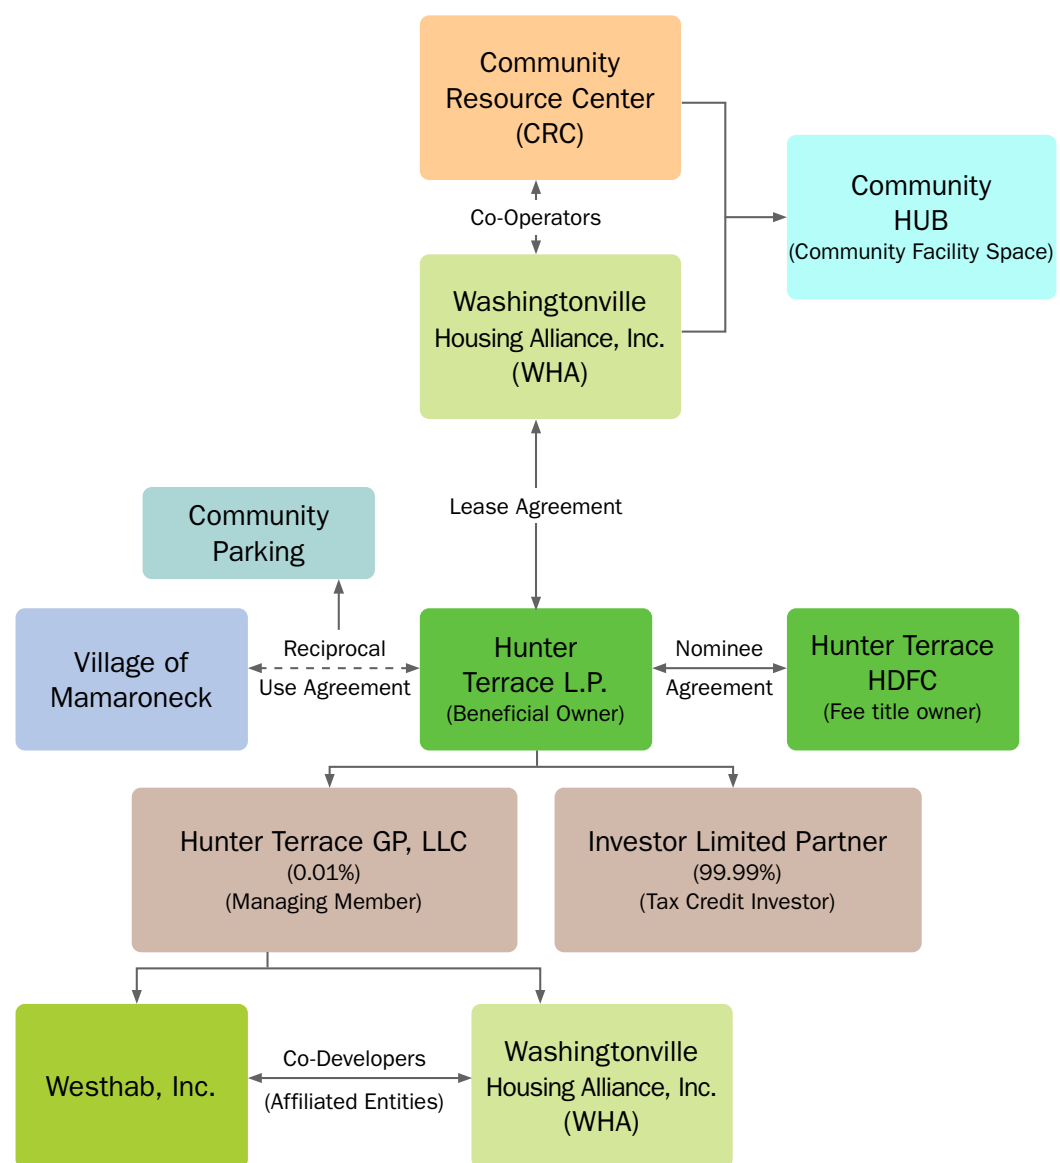 Community
Resource Center
(CRC)
Community
HUB
(Community Facility Space)
Co-Operators
Washingtonville
Housing Alliance, Inc.
(WHA)
Lease Agreement
Community
Parking
Village of
Mamaroneck
Reciprocal
Use Agreement
Hunter
Terrace L.P.
(Beneficial Owner)
Nominee
Agreement
Hunter Terrace
HDFC
(Fee title owner)
Hunter Terrace GP, LLC
(0.01%)
(Managing Member)
Investor Limited Partner
(99.99%)
(Tax Credit Investor)
Westhab, Inc.
Co-Developers
(Affiliated Entities)
Washingtonville
Housing Alliance, Inc.
(WHA)